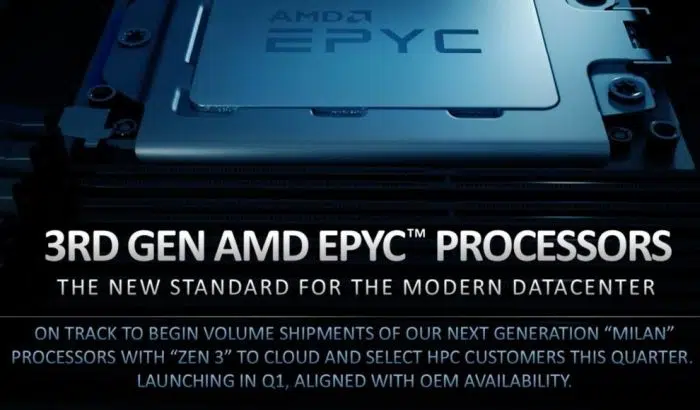 AMD
EPYC
3RD GEN AMD EPYC™ PROCESSORS
THE NEW STANDARD FOR THE MODERN DATACENTER
ON TRACK TO BEGIN VOLUME SHIPMENTS OF OUR NEXT GENERATION “MILAN”
PROCESSORS WITH “ZEN 3” TO CLOUD AND SELECT HPC CUSTOMERS THIS QUARTER.
LAUNCHING IN Q1, ALIGNED WITH OEM AVAILABILITY.